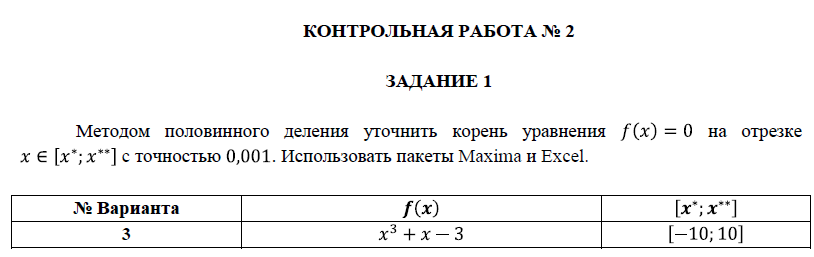 КОНТРОЛЬНАЯ РАБОТА № 2
ЗАДАНИЕ 1
Методом половинного деления уточнить корень уравнения f(x) = 0 на отрезке
x ∈ [x*; x**] с точностью 0,001. Использовать пакеты Maxima и Excel.
№ Варианта f(x) [x*; x**]
3 x³ + x − 3 [−10; 10]